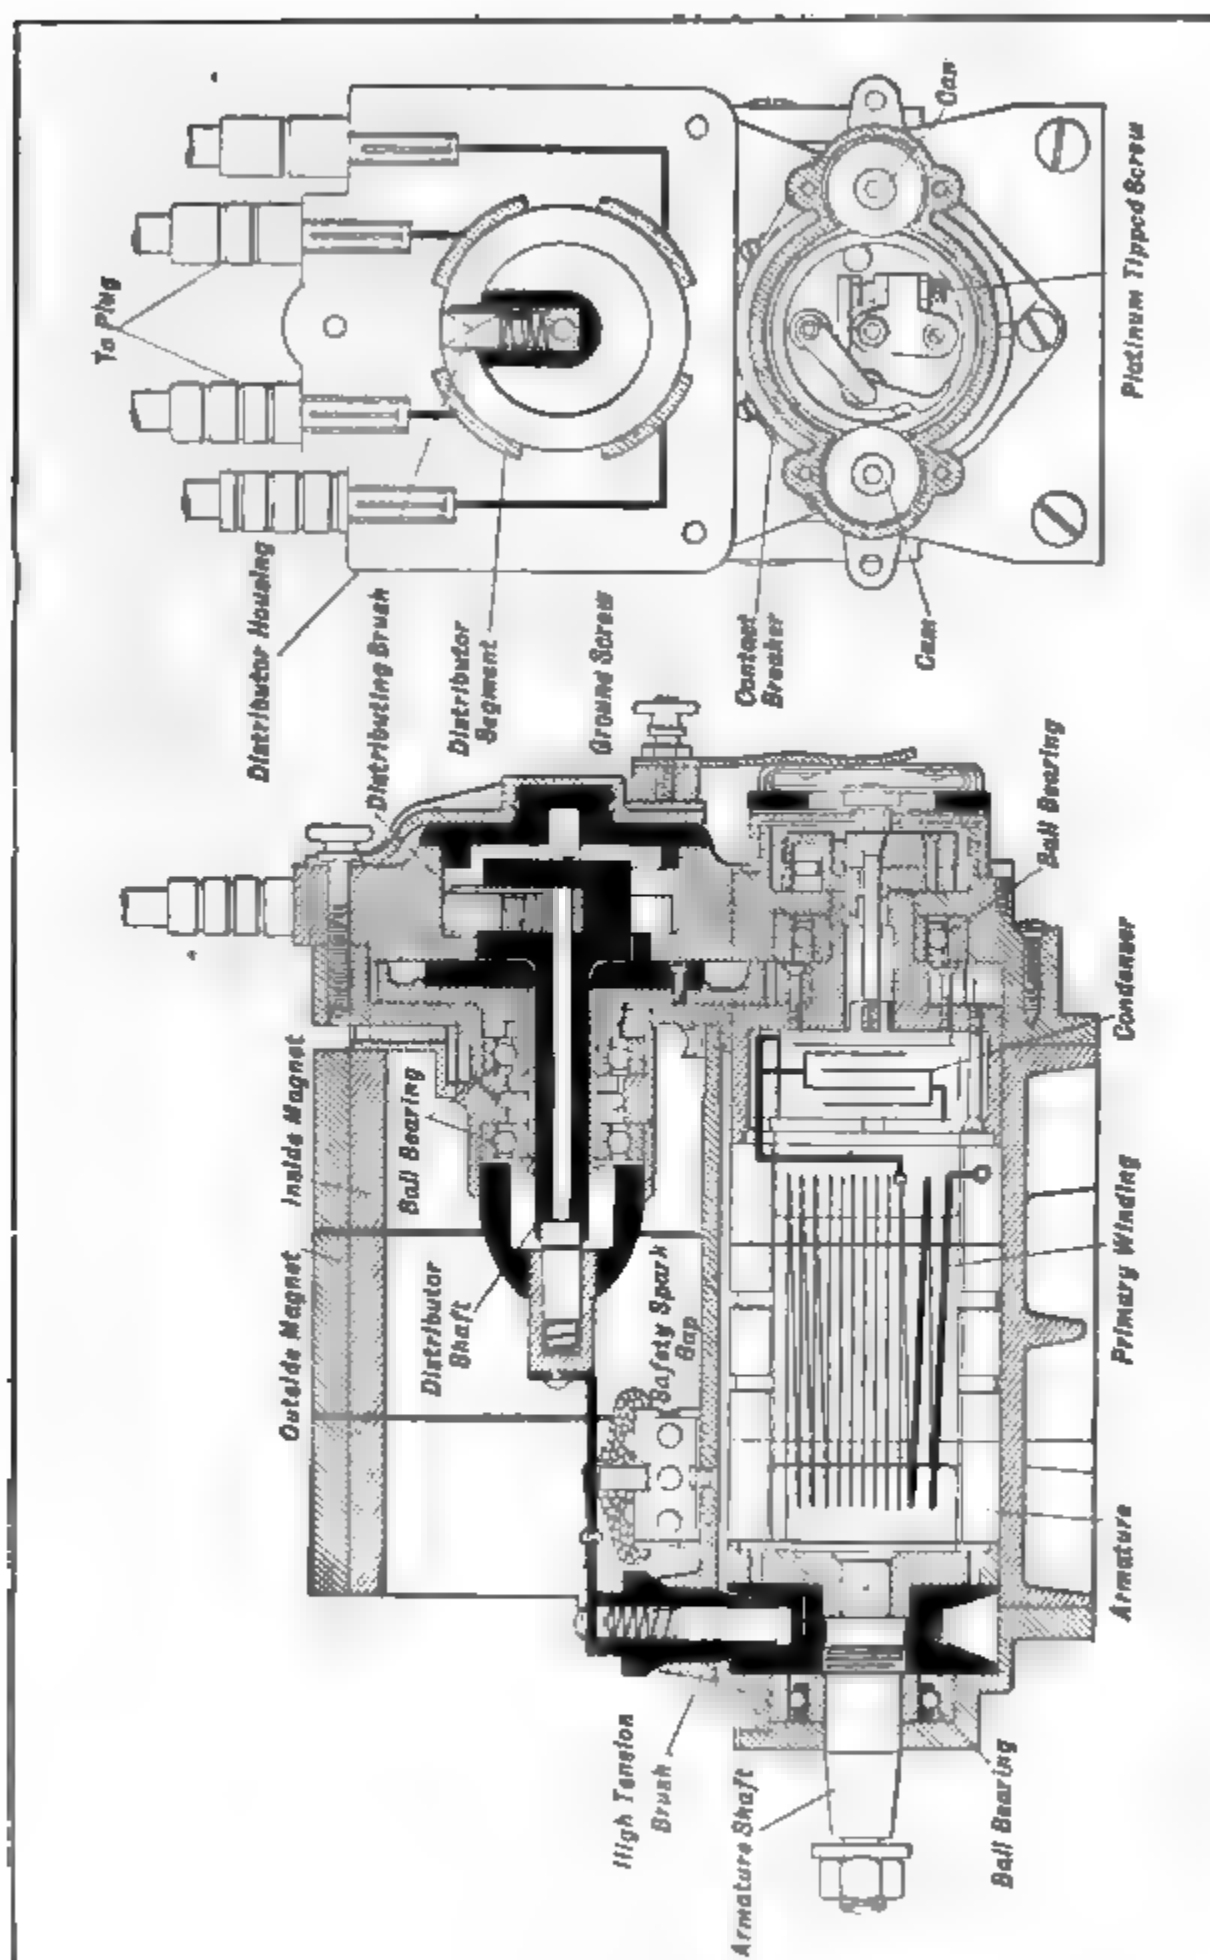 To Plug
Distributor Housing
Distributing Brush
Distributor
Segment
Ground Screw
Contact
Breaker
Cam
Cam
Platinum Tipped Screw
Outside Magnet
Inside Magnet
Ball Bearing
Distributor
Shaft
Safety Spark
Gap
High Tension
Brush
Armature Shaft
Ball Bearing
Armature
Primary Winding
Condenser
Ball Bearing